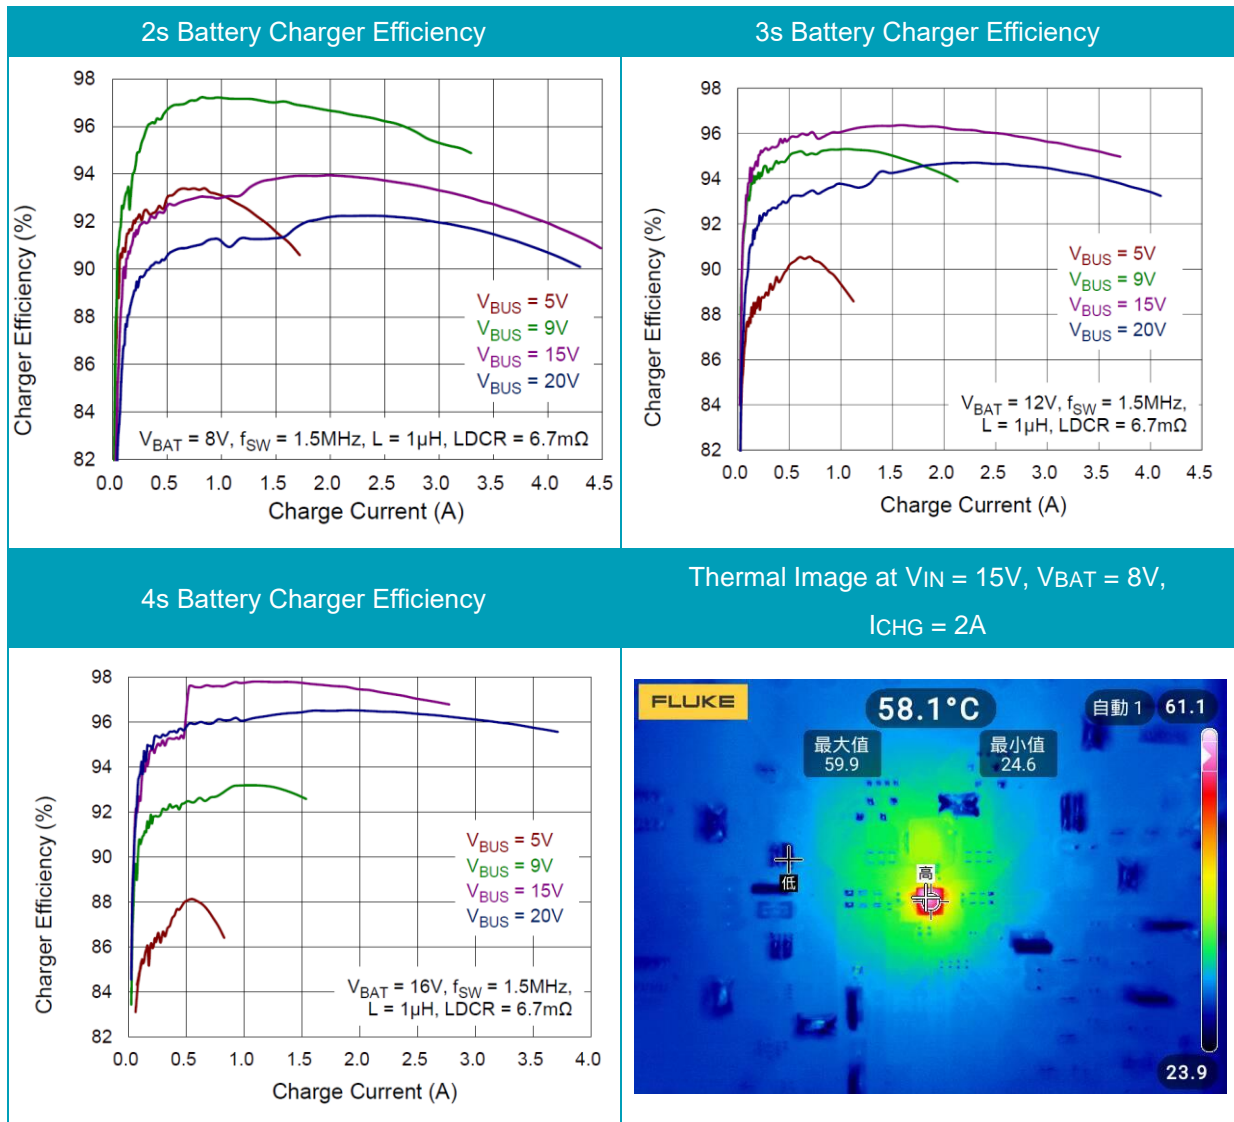 2s Battery Charger Efficiency
98
96
94
92
90
88
86
84
82
Charger Efficiency (%)
VBUS = 5V
VBUS = 9V
VBUS = 15V
VBUS = 20V
VBAT = 8V, fSW = 1.5MHz, L = 1µH, LDCR = 6.7mΩ
0.0 0.5 1.0 1.5 2.0 2.5 3.0 3.5 4.0 4.5
Charge Current (A)
3s Battery Charger Efficiency
98
96
94
92
90
88
86
84
82
Charger Efficiency (%)
VBUS = 5V
VBUS = 9V
VBUS = 15V
VBUS = 20V
VBAT = 12V, fSW = 1.5MHz,
L = 1µH, LDCR = 6.7mΩ
0.0 0.5 1.0 1.5 2.0 2.5 3.0 3.5 4.0 4.5
Charge Current (A)
4s Battery Charger Efficiency
98
96
94
92
90
88
86
84
82
Charger Efficiency (%)
VBUS = 5V
VBUS = 9V
VBUS = 15V
VBUS = 20V
VBAT = 16V, fSW = 1.5MHz,
L = 1µH, LDCR = 6.7mΩ
0.0 0.5 1.0 1.5 2.0 2.5 3.0 3.5 4.0
Charge Current (A)
Thermal Image at VIN = 15V, VBAT = 8V,
ICHG = 2A
FLUKE
58.1°C
自動 1 61.1
最大值
59.9
最小值
24.6
高
低
23.9